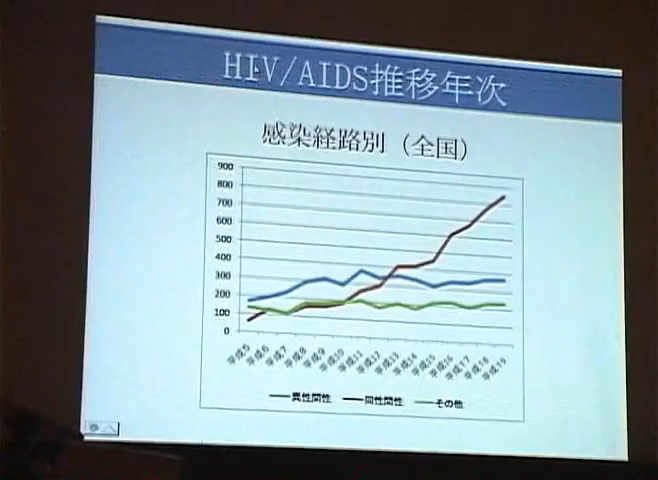 HIV/AIDS推移年次
感染経路別（全国）
900
800
700
600
500
400
300
200
100
0
平成5
平成6
平成7
平成8
平成9
平成10
平成11
平成12
平成13
平成14
平成15
平成16
平成17
平成18
平成19
異性間性
同性間性
その他